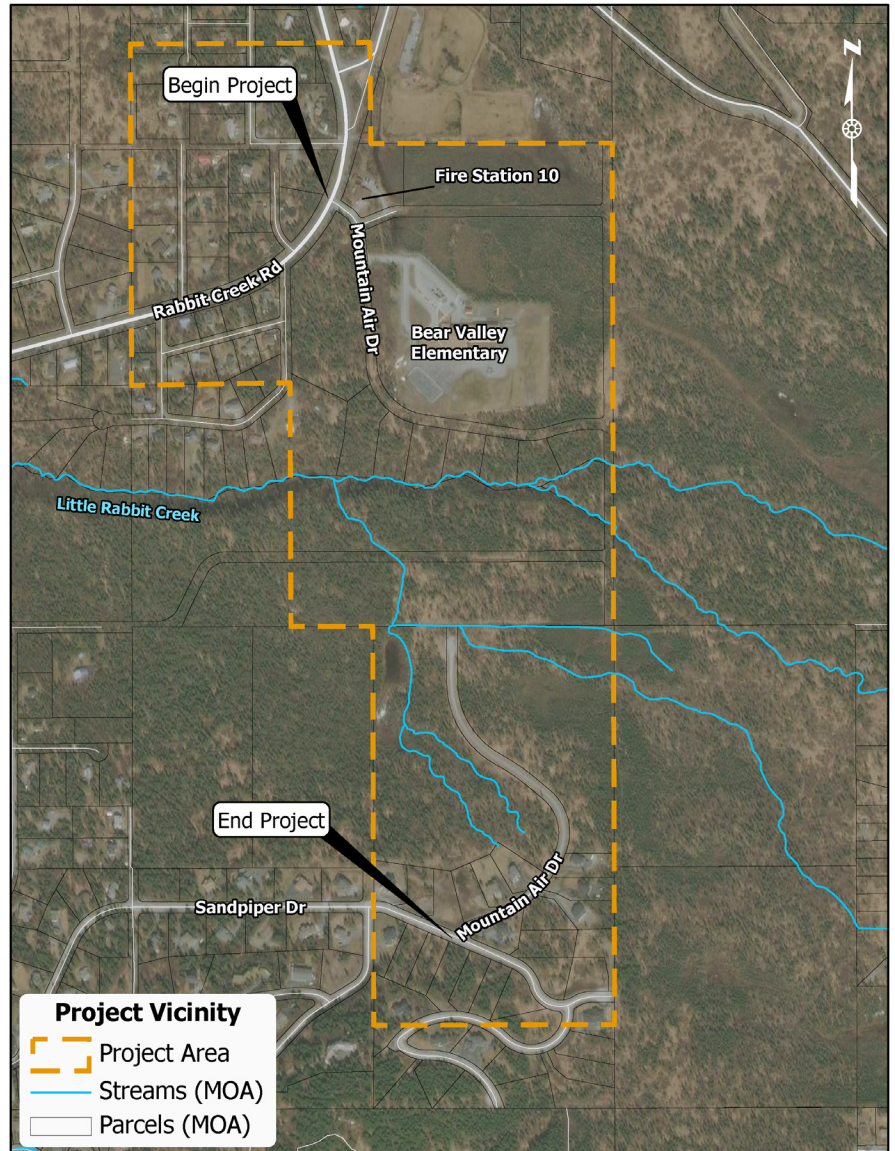 Begin Project
Z
Fire Station 10
Mountain Air Dr
Rabbit Creek Rd
Bear Valley
Elementary
Little Rabbit Creek
End Project
Mountain Air Dr
Sandpiper Dr
Project Vicinity
Project Area
Streams (MOA)
Parcels (MOA)